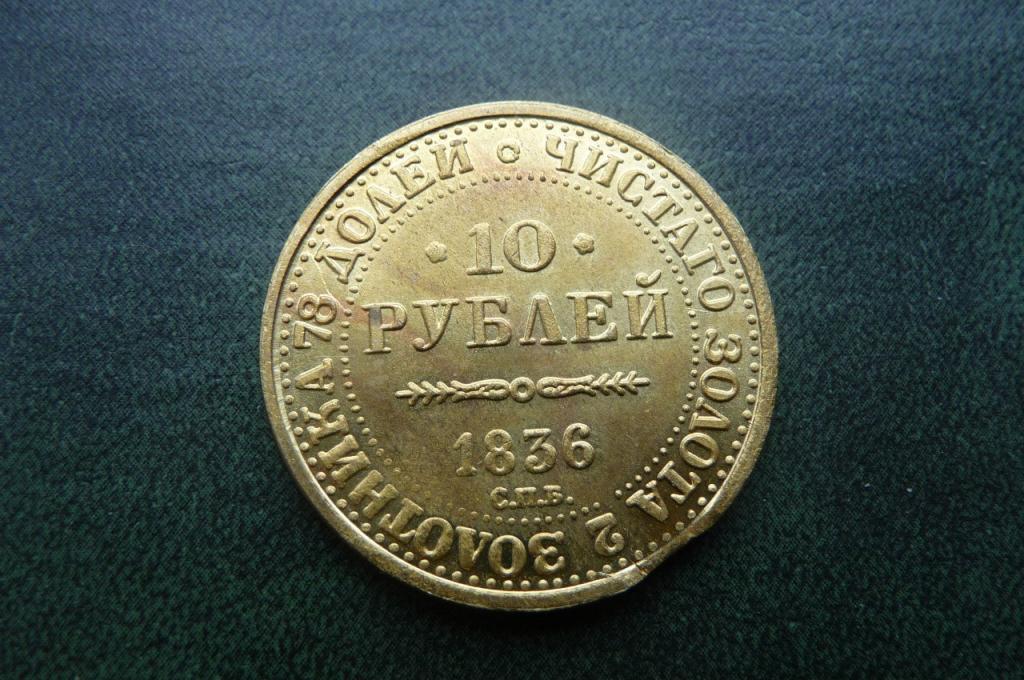 10
РУБЛЕЙ
1836
С.П.Б.
ЧИСТАГО ЗОЛОТА 2 ЗОЛОТНИКА 78 ДОЛЕЙ